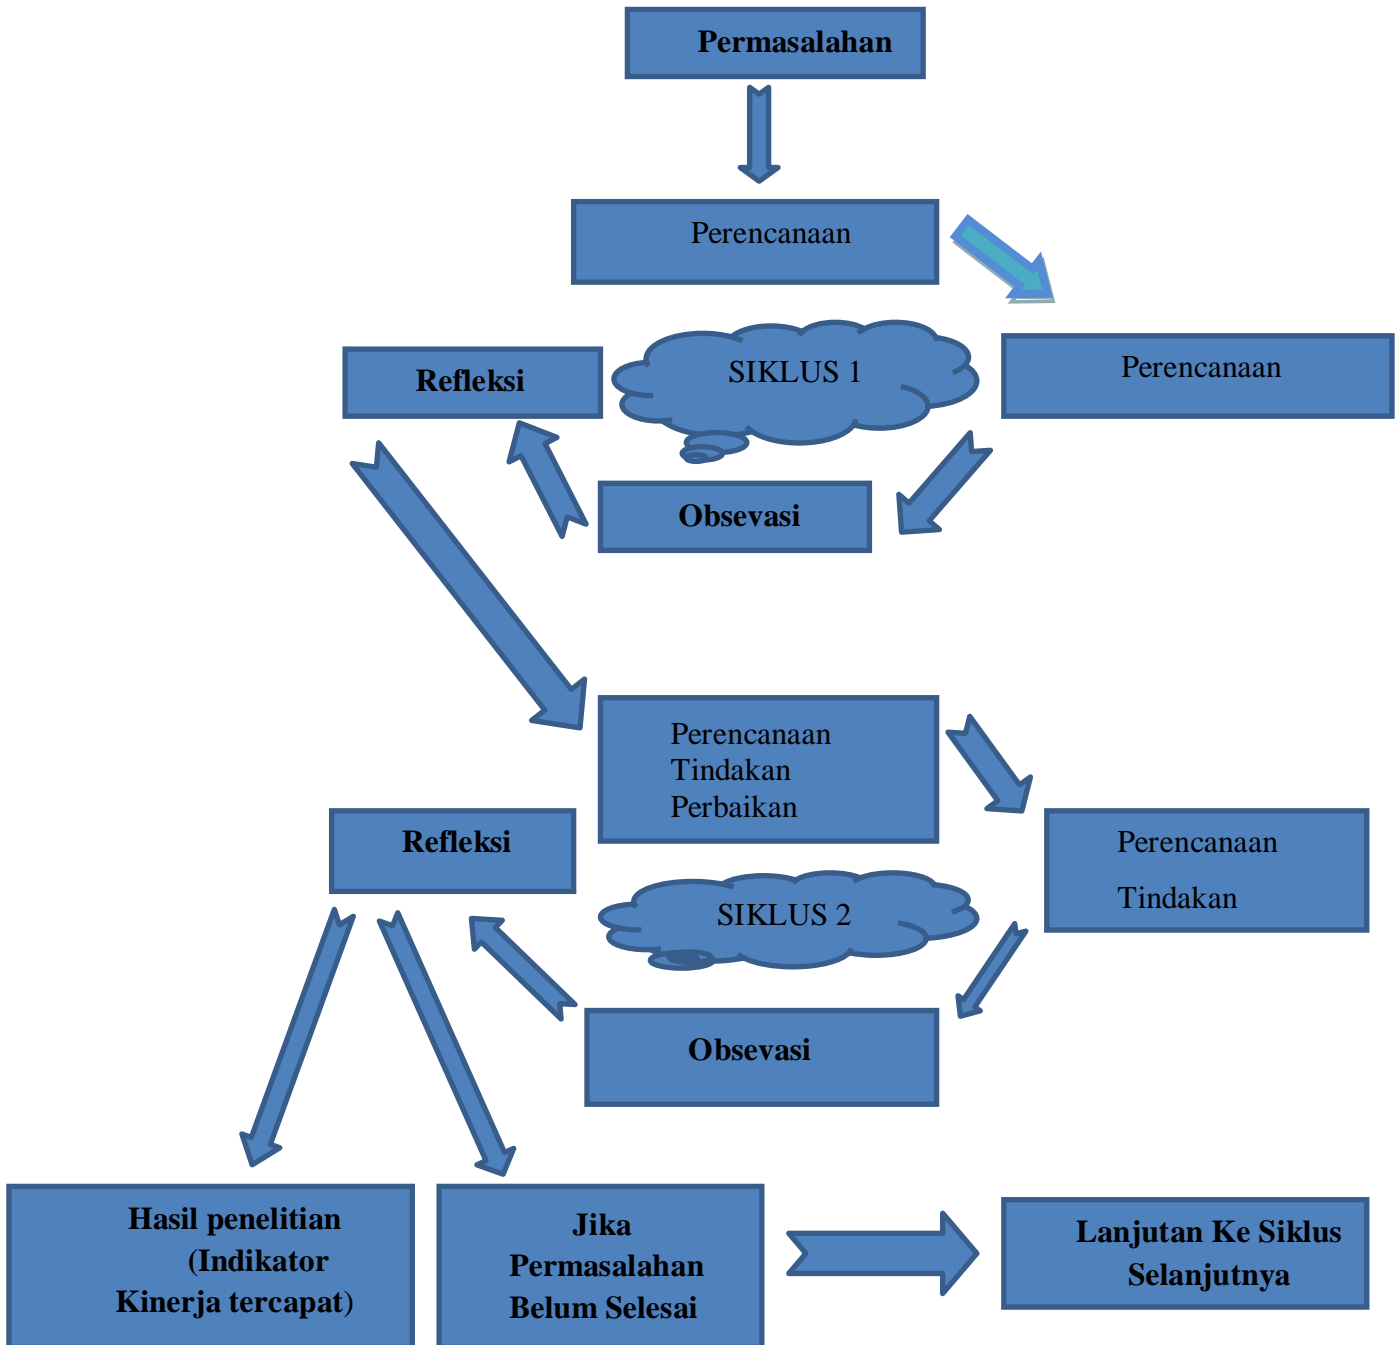 Permasalahan
Perencanaan
Refleksi
SIKLUS 1
Perencanaan
Obsevasi
Perencanaan
Tindakan
Perbaikan
Refleksi
SIKLUS 2
Perencanaan
Tindakan
Obsevasi
Hasil penelitian
(Indikator
Kinerja tercapat)
Jika
Permasalahan
Belum Selesai
Lanjutan Ke Siklus
Selanjutnya